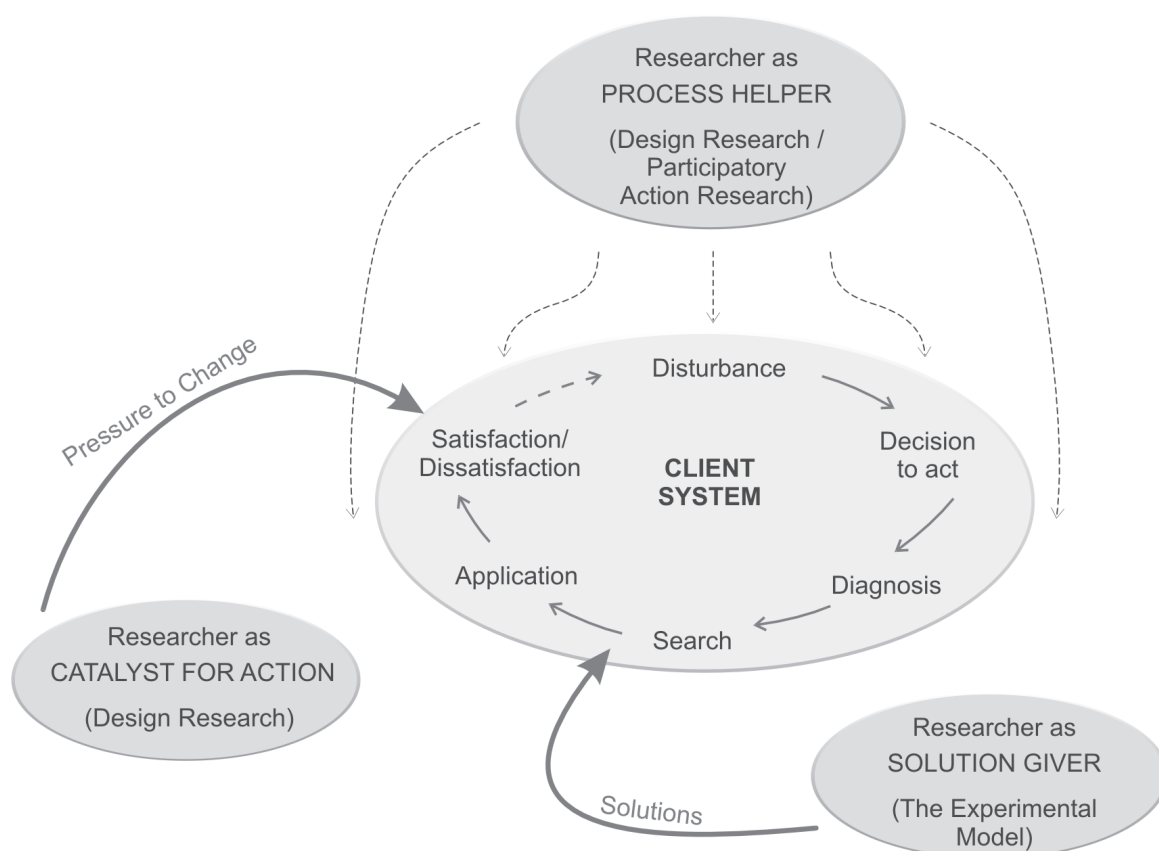 Researcher as
PROCESS HELPER
(Design Research /
Participatory
Action Research)
Pressure to Change
Disturbance
Satisfaction/
Dissatisfaction
CLIENT
SYSTEM
Decision
to act
Application
Diagnosis
Search
Researcher as
CATALYST FOR ACTION
(Design Research)
Solutions
Researcher as
SOLUTION GIVER
(The Experimental
Model)